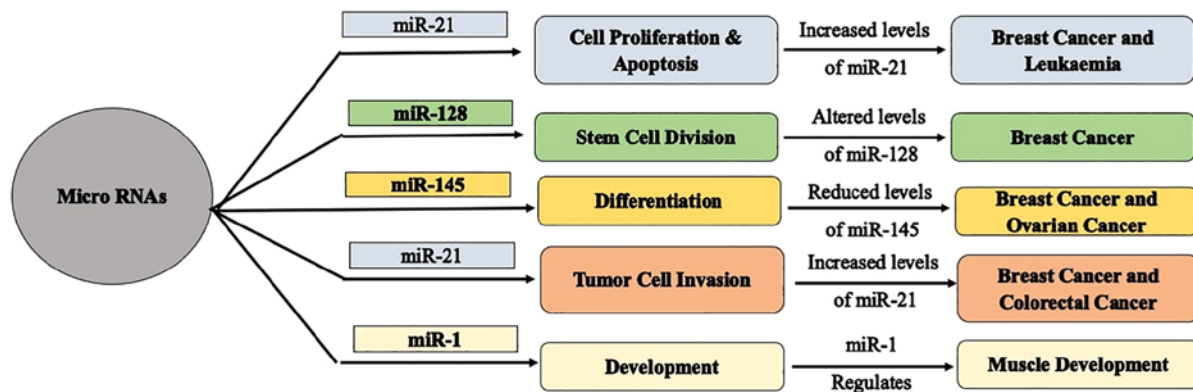 Micro RNAs
miR-21
Cell Proliferation &
Apoptosis
Increased levels
of miR-21
Breast Cancer and
Leukaemia
miR-128
Stem Cell Division
Altered levels
of miR-128
Breast Cancer
miR-145
Differentiation
Reduced levels
of miR-145
Breast Cancer and
Ovarian Cancer
miR-21
Tumor Cell Invasion
Increased levels
of miR-21
Breast Cancer and
Colorectal Cancer
miR-1
Development
miR-1
Regulates
Muscle Development